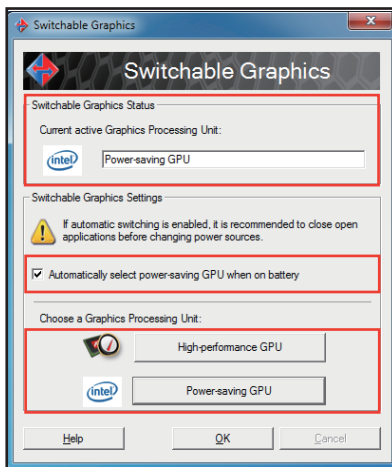 Switchable Graphics
x
Switchable Graphics
Switchable Graphics Status
Current active Graphics Processing Unit:
intel
Power-saving GPU
Switchable Graphics Settings
If automatic switching is enabled, it is recommended to close open
applications before changing power sources.
Automatically select power-saving GPU when on battery
Choose a Graphics Processing Unit:
High-performance GPU
intel
Power-saving GPU
Help OK Cancel